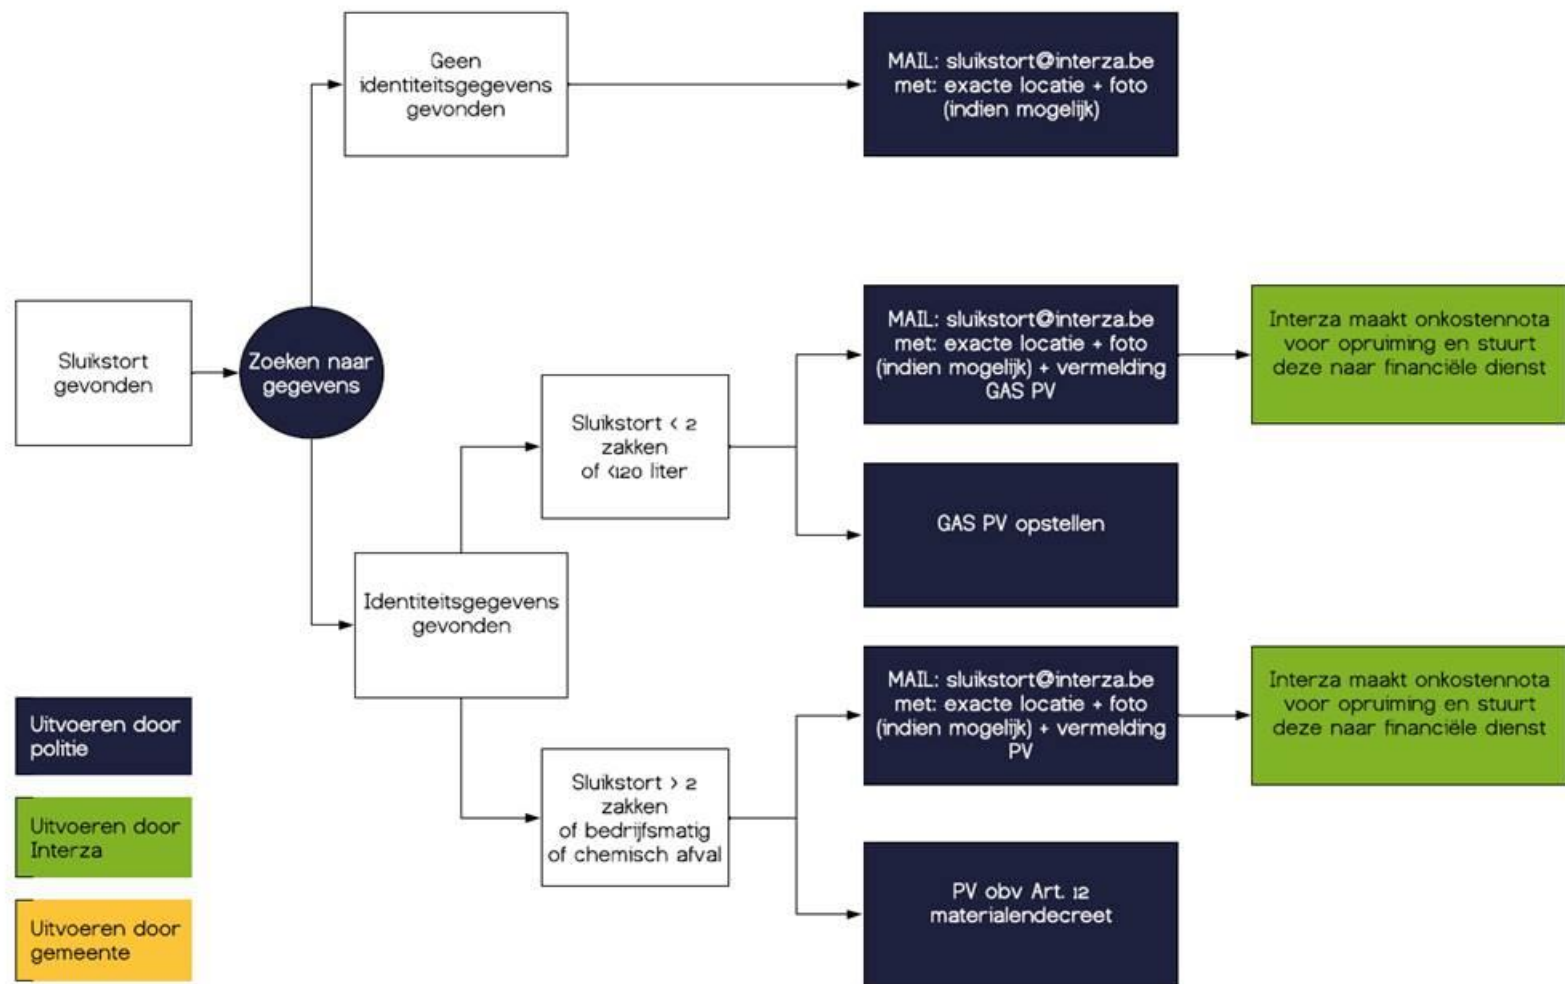 Geen
identiteitsgegevens
gevonden
MAIL: sluikstort@interza.be
met: exacte locatie + foto
(indien mogelijk)
Sluikstort
gevonden
Zoeken naar
gegevens
Sluikstort < 2
zakken
of <120 liter
MAIL: sluikstort@interza.be
met: exacte locatie + foto
(indien mogelijk) + vermelding
GAS PV
Interza maakt onkostennota
voor opruiming en stuurt
deze naar financiële dienst
GAS PV opstellen
Identiteitsgegevens
gevonden
Sluikstort > 2
zakken
of bedrijfsmatig
of chemisch afval
MAIL: sluikstort@interza.be
met: exacte locatie + foto
(indien mogelijk) + vermelding
PV
Interza maakt onkostennota
voor opruiming en stuurt
deze naar financiële dienst
PV obv Art. 12
materialendecreet
Uitvoeren door
politie
Uitvoeren door
Interza
Uitvoeren door
gemeente